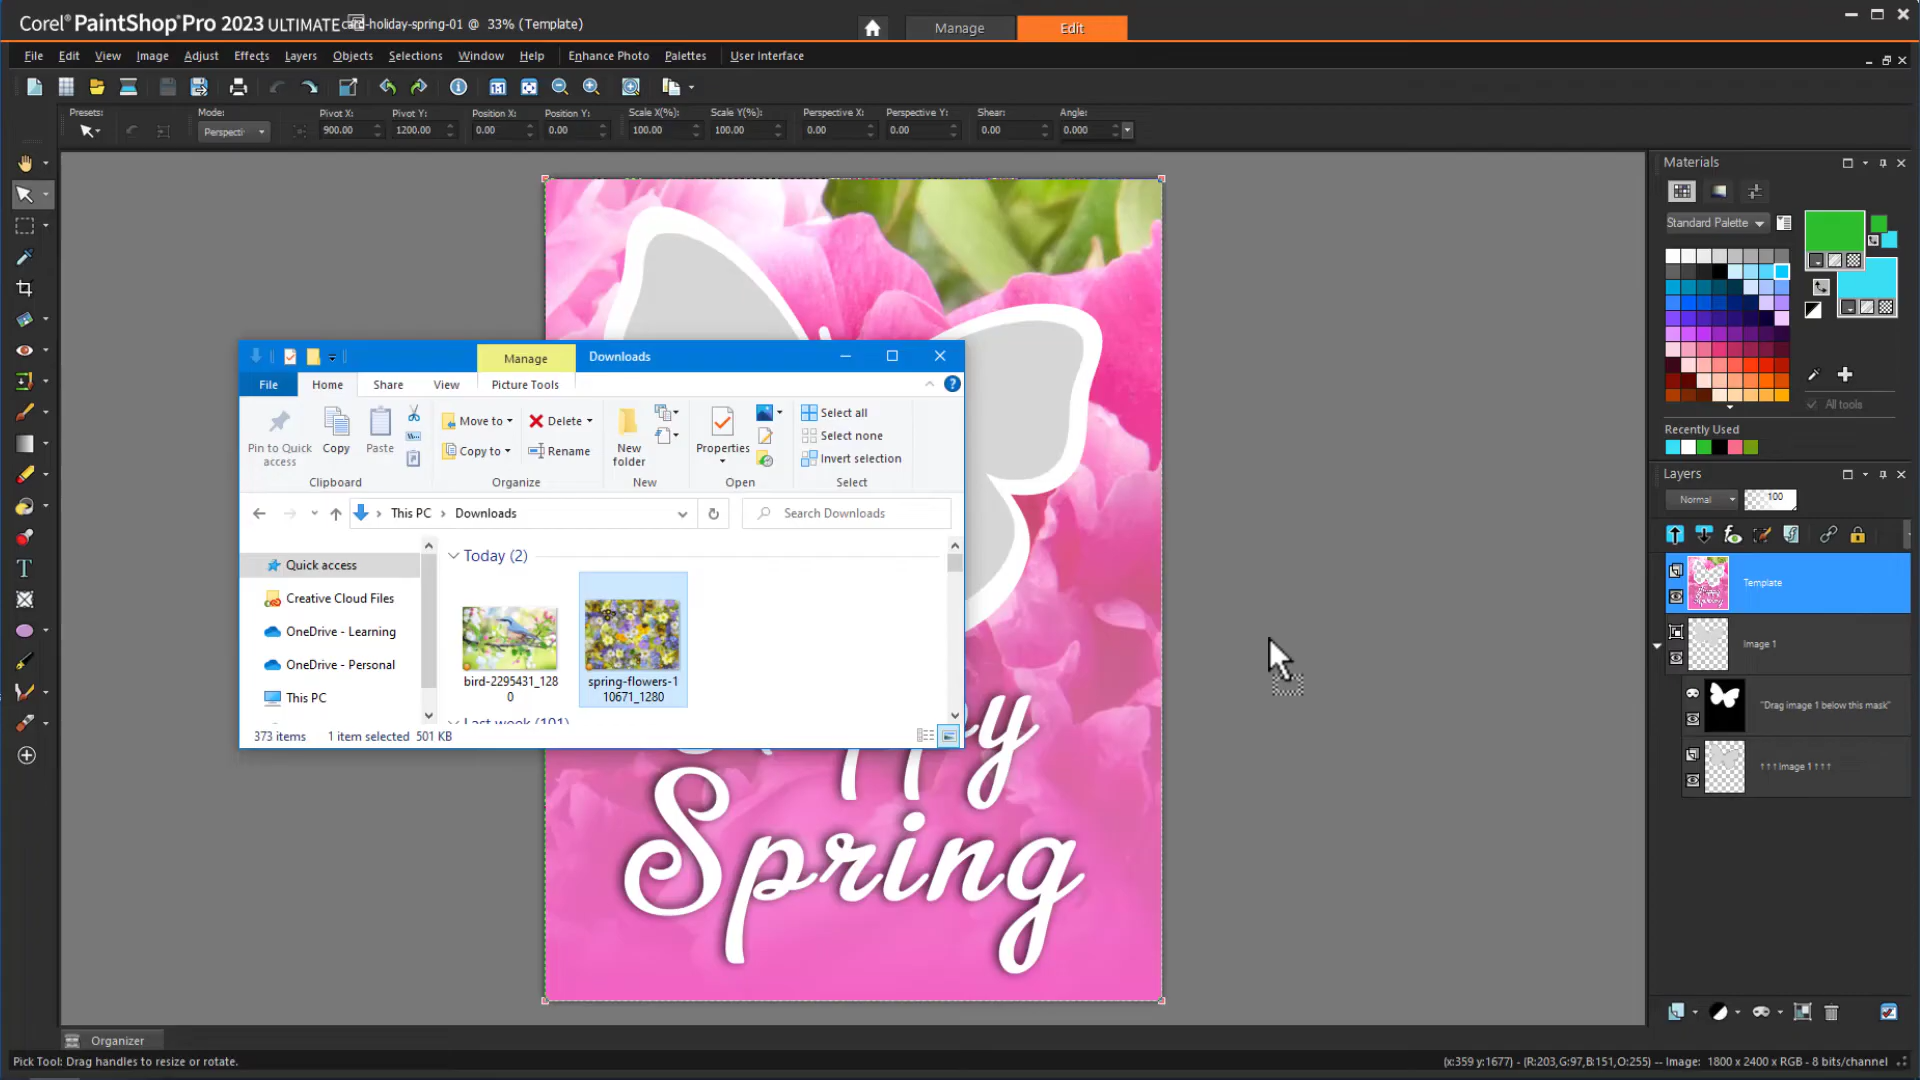 Corel® PaintShop® Pro 2023 ULTIMATE card-holiday-spring-01 @ 33% (Template)
Manage
Edit
File Edit View Image Adjust Effects Layers Objects Selections Window Help Enhance Photo Palettes User Interface
Presets: Mode: Pivot X: Pivot Y: Position X: Position Y: Scale X(%): Scale Y(%): Perspective X: Perspective Y: Shear: Angle:
Perspecti 900.00 1200.00 0.00 0.00 100.00 100.00 0.00 0.00 0.00 0.000
Materials
Standard Palette
All tools
Recently Used
Layers
Normal 100
Template
Image 1
"Drag image 1 below this mask"
↑↑↑ Image 1 ↑↑↑
Manage Downloads
File Home Share View Picture Tools
Pin to Quick access
Copy
Paste
Clipboard
Move to
Copy to
Delete
Rename
Organize
New folder
New
Properties
Open
Select all
Select none
Invert selection
Select
This PC > Downloads
Search Downloads
Quick access
Creative Cloud Files
OneDrive - Learning
OneDrive - Personal
This PC
Today (2)
bird-2295431_128
0
spring-flowers-1
10671_1280
Last week (101)
373 items 1 item selected 501 KB
Spring
Organizer
Pick Tool: Drag handles to resize or rotate.
(x:359 y:1677) - (R:203,G:97,B:151,O:255) -- Image: 1800 x 2400 x RGB - 8 bits/channel